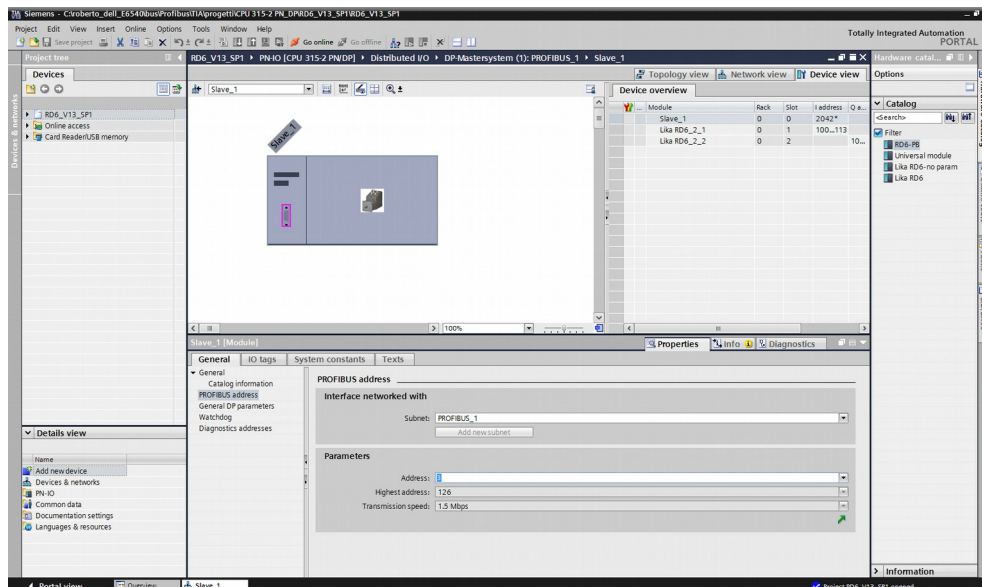 Siemens - C:\roberto_dell_E6540\bus\Profibus\TIA\progetti\CPU 315-2 PN_DP\RD6_V13_SP1\RD6_V13_SP1
Project Edit View Insert Online Options Tools Window Help
Totally Integrated Automation
PORTAL
Save project Go online Go offline
Project tree
RD6_V13_SP1 PN-IO [CPU 315-2 PN/DP] Distributed I/O DP-Mastersystem (1): PROFIBUS_1 Slave_1
Hardware catal...
Devices
Topology view Network view Device view
Options
Slave_1
Device overview
... Module Rack Slot I address Q a...
Catalog
RD6_V13_SP1
Online access
Card Reader/USB memory
Slave_1 0 0 2042*
Lika RD6_2_1 0 1 100...113
Lika RD6_2_2 0 2 10...
<Search>
Filter
RD6-PB
Universal module
Lika RD6-no param
Lika RD6
Devices & networks
Slave_1
100%
Slave_1 [Module]
Properties Info Diagnostics
General IO tags System constants Texts
General
Catalog information
PROFIBUS address
General DP parameters
Watchdog
Diagnostics addresses
PROFIBUS address
Interface networked with
Subnet: PROFIBUS_1
Add new subnet
Parameters
Address: 3
Highest address: 126
Transmission speed: 1.5 Mbps
Details view
Name
Add new device
Devices & networks
PN-IO
Common data
Documentation settings
Languages & resources
Information
Portal view Overview Slave_1
Project RD6_V13_SP1 opened.